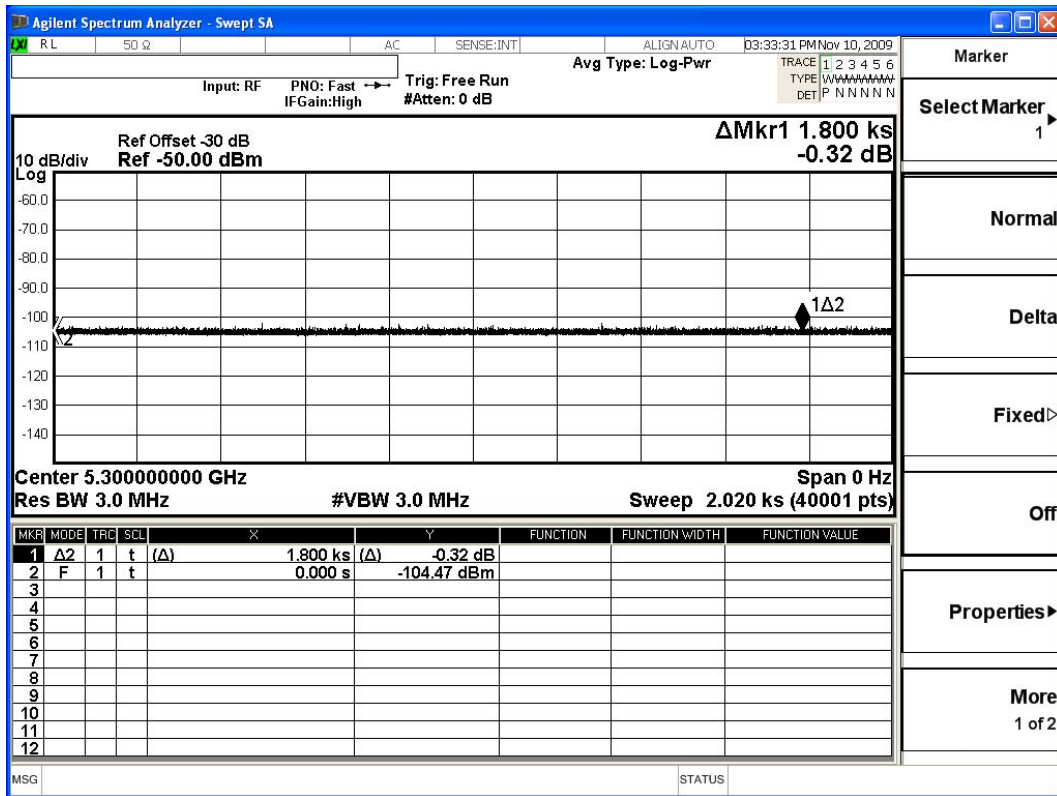 Agilent Spectrum Analyzer - Swept SA
LXI RL 50 Ω AC SENSE:INT ALIGN AUTO 03:33:31 PM Nov 10, 2009
Marker
Avg Type: Log-Pwr
TRACE 1 2 3 4 5 6
TYPE WWWWWW
DET P N N N N N
Input: RF PNO: Fast Trig: Free Run
IFGain:High #Atten: 0 dB
Select Marker
1
ΔMkr1 1.800 ks
-0.32 dB
Ref Offset -30 dB
10 dB/div Ref -50.00 dBm
Log
-60.0
-70.0
-80.0
-90.0
-100
-110
-120
-130
-140
1Δ2
2
Center 5.300000000 GHz Span 0 Hz
Res BW 3.0 MHz #VBW 3.0 MHz Sweep 2.020 ks (40001 pts)
MKR MODE TRC SCL X Y FUNCTION FUNCTION WIDTH FUNCTION VALUE
1 Δ2 1 t (Δ) 1.800 ks (Δ) -0.32 dB
2 F 1 t 0.000 s -104.47 dBm
3
4
5
6
7
8
9
10
11
12
Normal
Delta
Fixed
Off
Properties
More
1 of 2
MSG STATUS